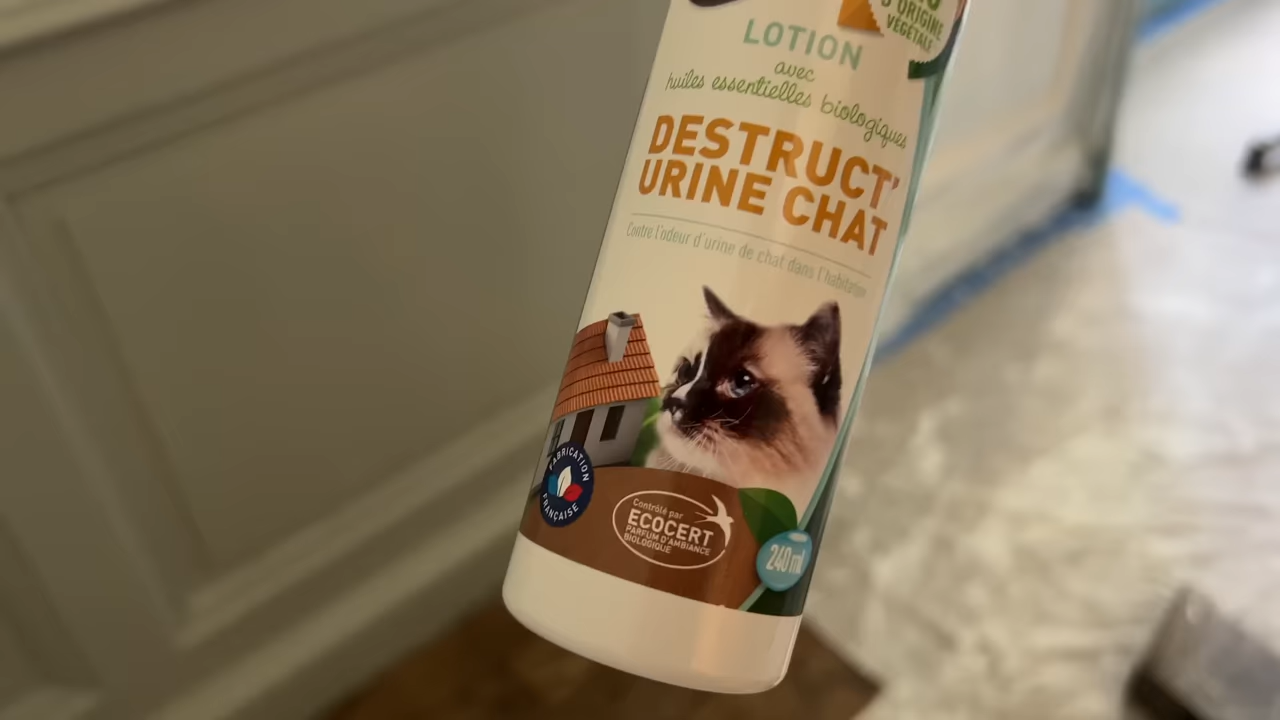 D'ORIGINE
VÉGÉTALE
LOTION
avec
huiles essentielles biologiques
DESTRUCT'
URINE CHAT
Contre l'odeur d'urine de chat dans l'habitation
FABRICATION
FRANÇAISE
Contrôlé par
ECOCERT
PARFUM D'AMBIANCE
BIOLOGIQUE
240 ml